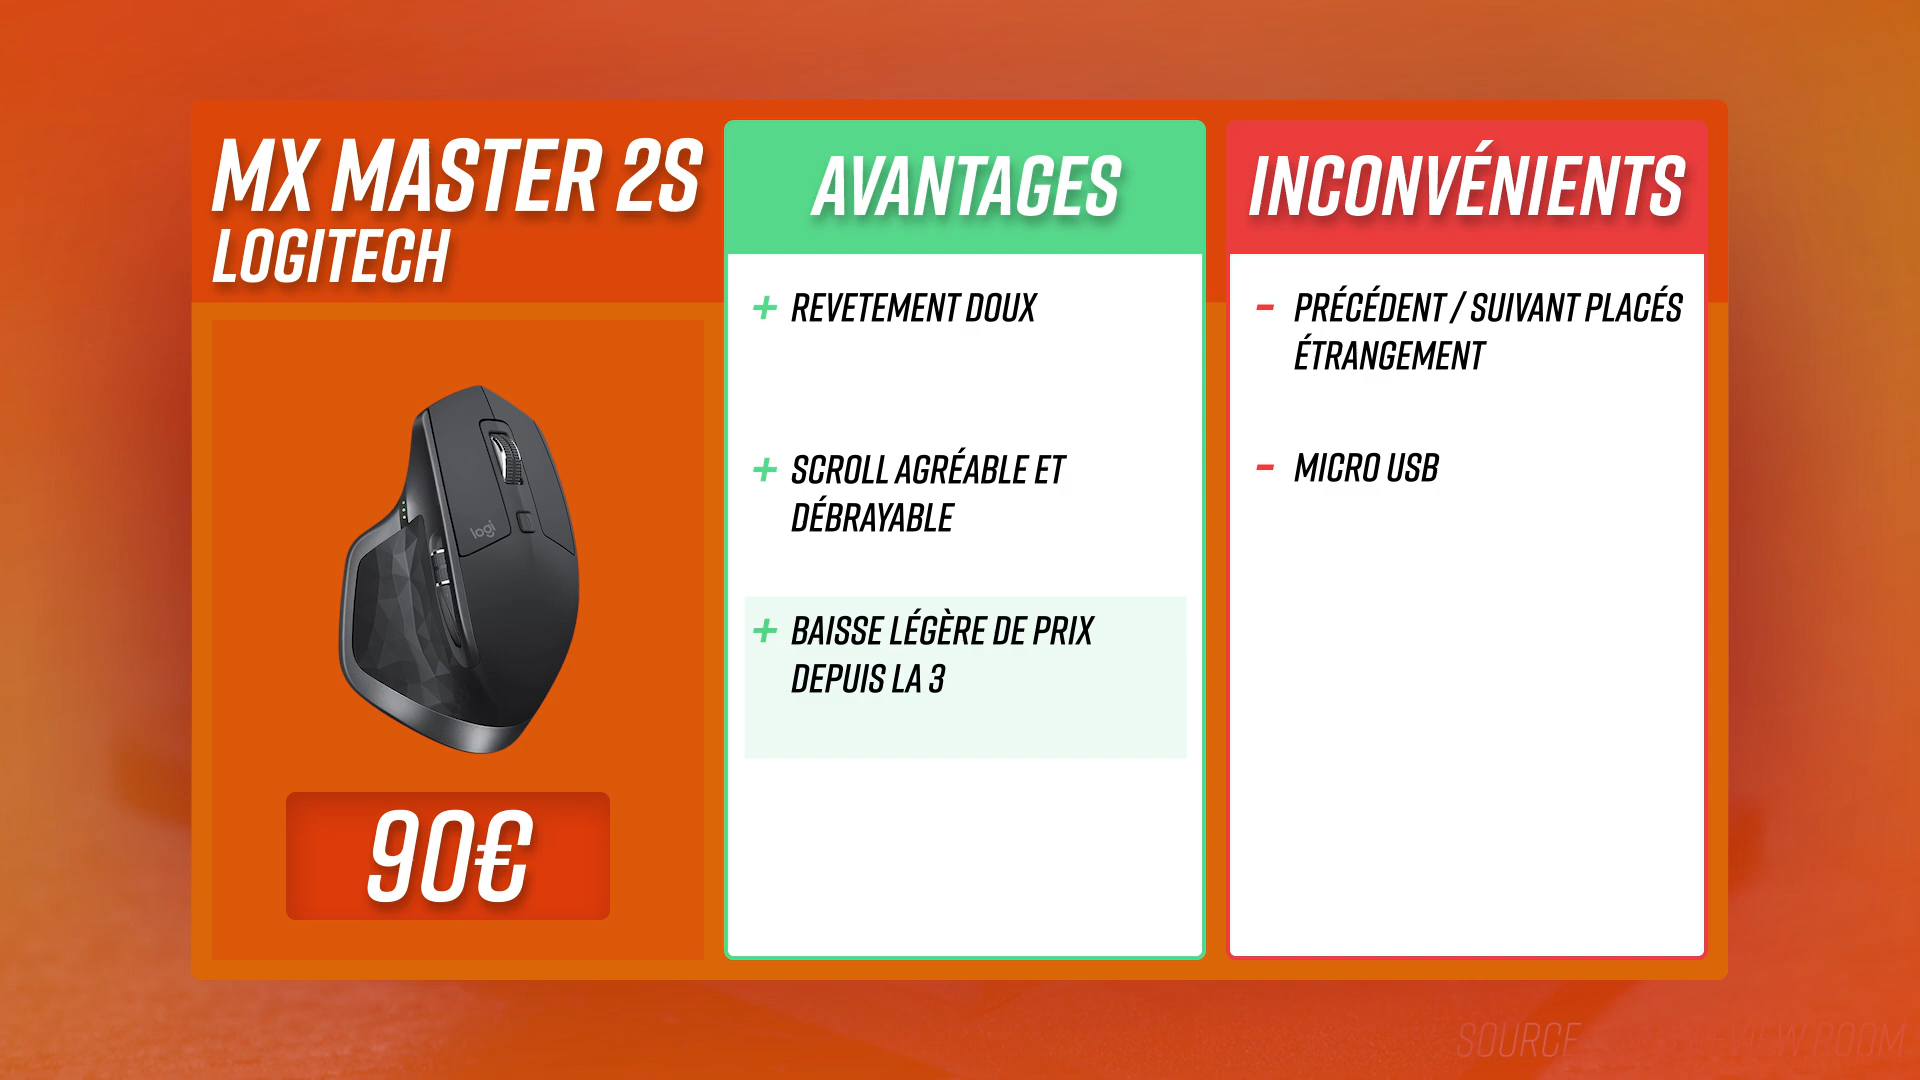 MX MASTER 2S
LOGITECH
logi
90€
AVANTAGES
+ REVETEMENT DOUX
+ SCROLL AGRÉABLE ET
DÉBRAYABLE
+ BAISSE LÉGÈRE DE PRIX
DEPUIS LA 3
INCONVÉNIENTS
- PRÉCÉDENT / SUIVANT PLACÉS
ÉTRANGEMENT
- MICRO USB
SOURCE
ROOM